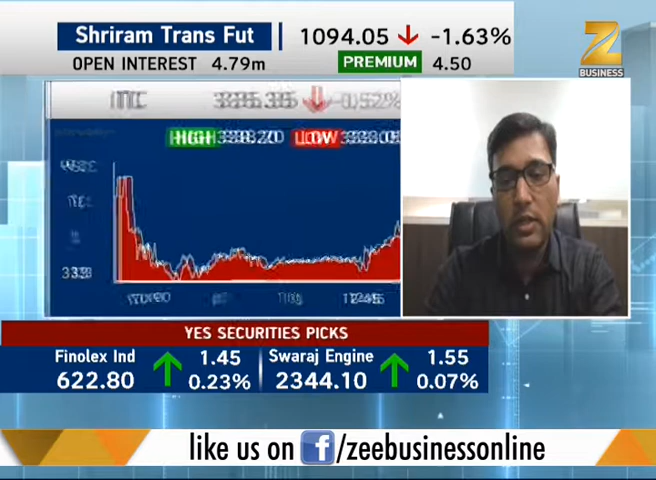 Shriram Trans Fut 1094.05 -1.63%
OPEN INTEREST 4.79m PREMIUM 4.50
Z
BUSINESS
ITC
HIGH LOW
YES SECURITIES PICKS
Finolex Ind 1.45 Swaraj Engine 1.55
622.80 0.23% 2344.10 0.07%
like us on f/zeebusinessonline